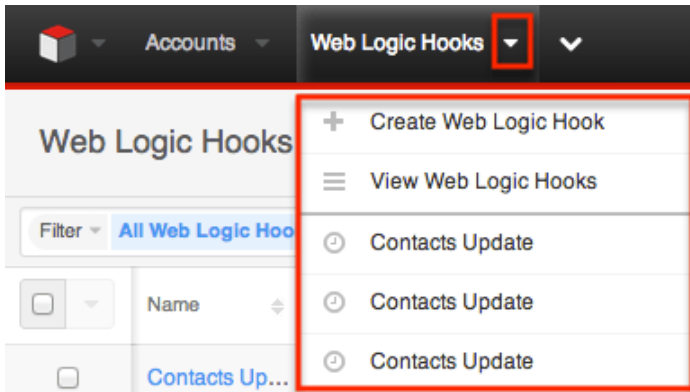 Accounts
Web Logic Hooks
Create Web Logic Hook
Web Logic Hooks
View Web Logic Hooks
Filter
All Web Logic Hoo
Contacts Update
Name
Contacts Update
Contacts Update
Contacts Up...